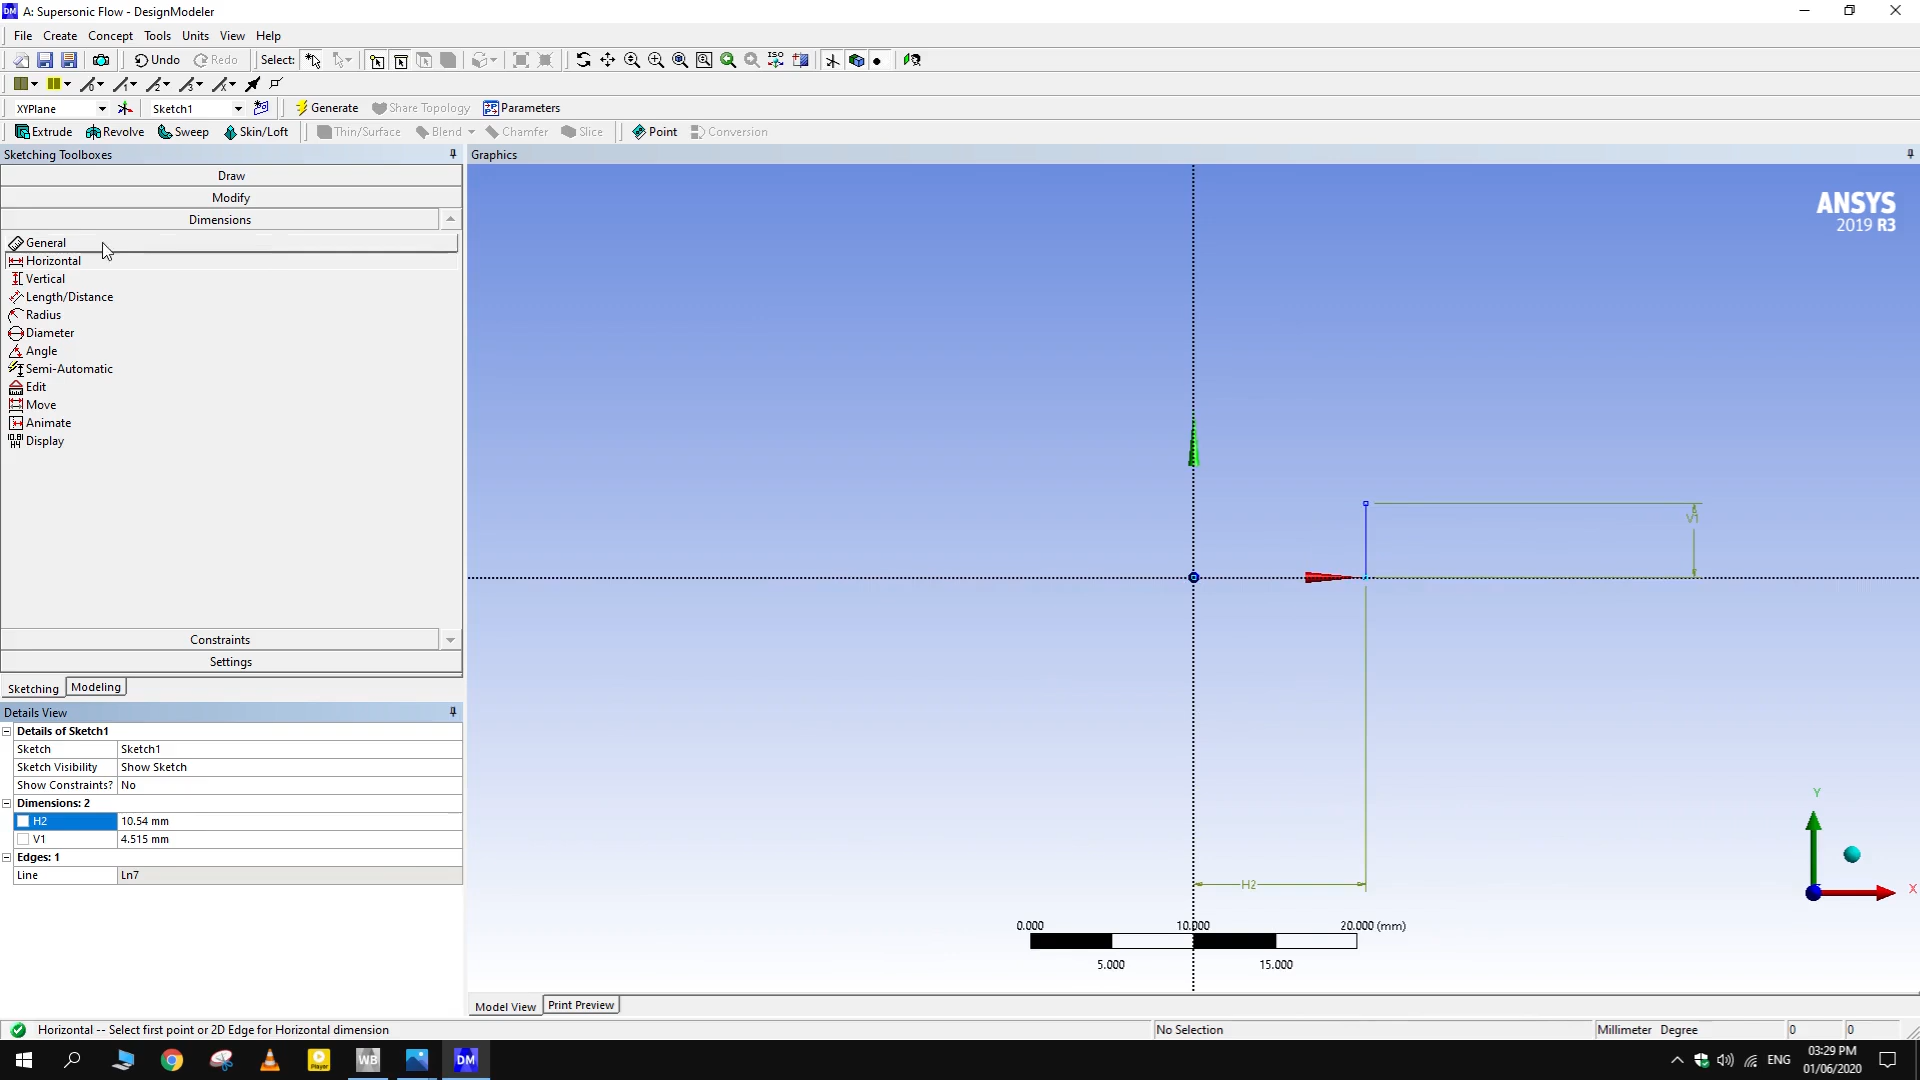 A: Supersonic Flow - DesignModeler
File Create Concept Tools Units View Help
Undo Redo Select: ISO
XYPlane Sketch1 Generate Share Topology Parameters
Extrude Revolve Sweep Skin/Loft Thin/Surface Blend Chamfer Slice Point Conversion
Sketching Toolboxes
Graphics
Draw
Modify
Dimensions
General
Horizontal
Vertical
Length/Distance
Radius
Diameter
Angle
Semi-Automatic
Edit
Move
Animate
Display
Constraints
Settings
Sketching Modeling
ANSYS
2019 R3
V1
H2
0.000 10.000 20.000 (mm)
5.000 15.000
Y
X
Details View
Details of Sketch1
Sketch Sketch1
Sketch Visibility Show Sketch
Show Constraints? No
Dimensions: 2
H2 10.54 mm
V1 4.515 mm
Edges: 1
Line Ln7
Model View Print Preview
Horizontal -- Select first point or 2D Edge for Horizontal dimension No Selection Millimeter Degree 0 0
Player WB DM ENG
03:29 PM
01/06/2020